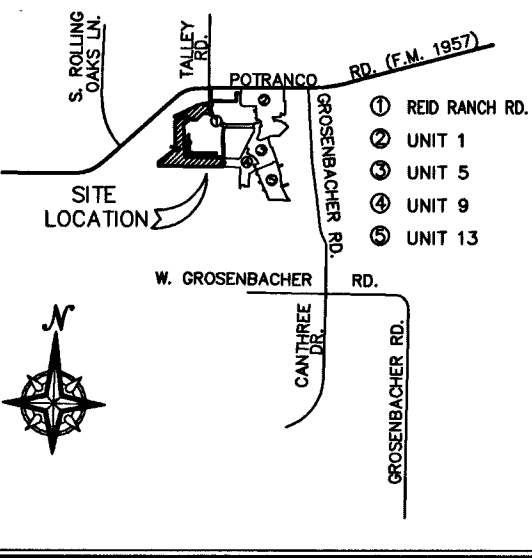 S. ROLLING
OAKS LN.
TALLEY
RD.
POTRANCO
RD. (F.M. 1957)
GROSENBACHER RD.
① REID RANCH RD.
② UNIT 1
③ UNIT 5
④ UNIT 9
⑤ UNIT 13
SITE
LOCATION
W. GROSENBACHER RD.
CANTHREE
DR.
GROSENBACHER RD.
N